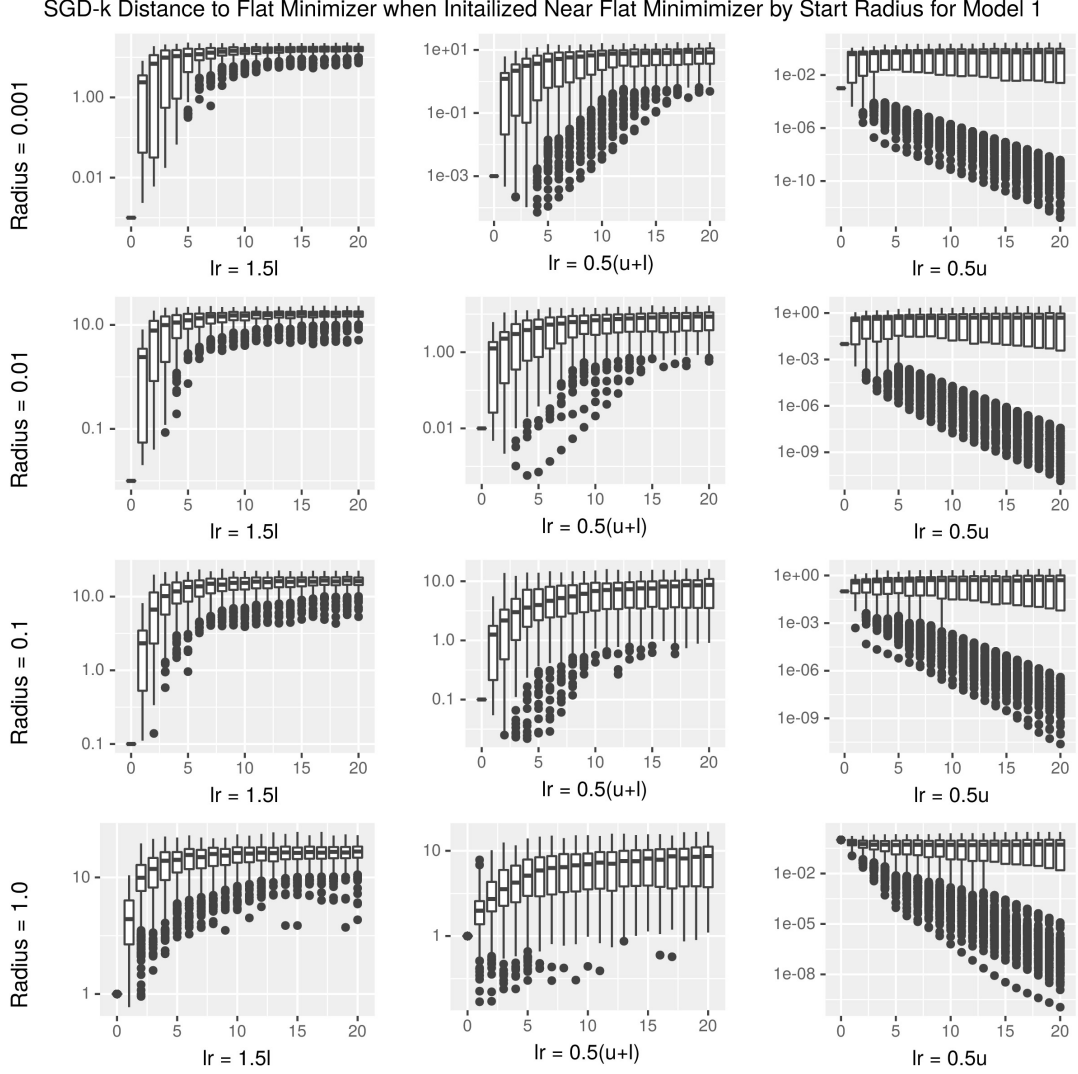 SGD-k Distance to Flat Minimizer when Initailized Near Flat Minimimizer by Start Radius for Model 1
Radius = 0.001
1.00
0.01
0 5 10 15 20
lr = 1.5l
1e+01
1e-01
1e-03
0 5 10 15 20
lr = 0.5(u+l)
1e-02
1e-06
1e-10
0 5 10 15 20
lr = 0.5u
Radius = 0.01
10.0
0.1
0 5 10 15 20
lr = 1.5l
1.00
0.01
0 5 10 15 20
lr = 0.5(u+l)
1e+00
1e-03
1e-06
1e-09
0 5 10 15 20
lr = 0.5u
Radius = 0.1
10.0
1.0
0.1
0 5 10 15 20
lr = 1.5l
10.0
1.0
0.1
0 5 10 15 20
lr = 0.5(u+l)
1e+00
1e-03
1e-06
1e-09
0 5 10 15 20
lr = 0.5u
Radius = 1.0
10
1
0 5 10 15 20
lr = 1.5l
10
1
0 5 10 15 20
lr = 0.5(u+l)
1e-02
1e-05
1e-08
0 5 10 15 20
lr = 0.5u